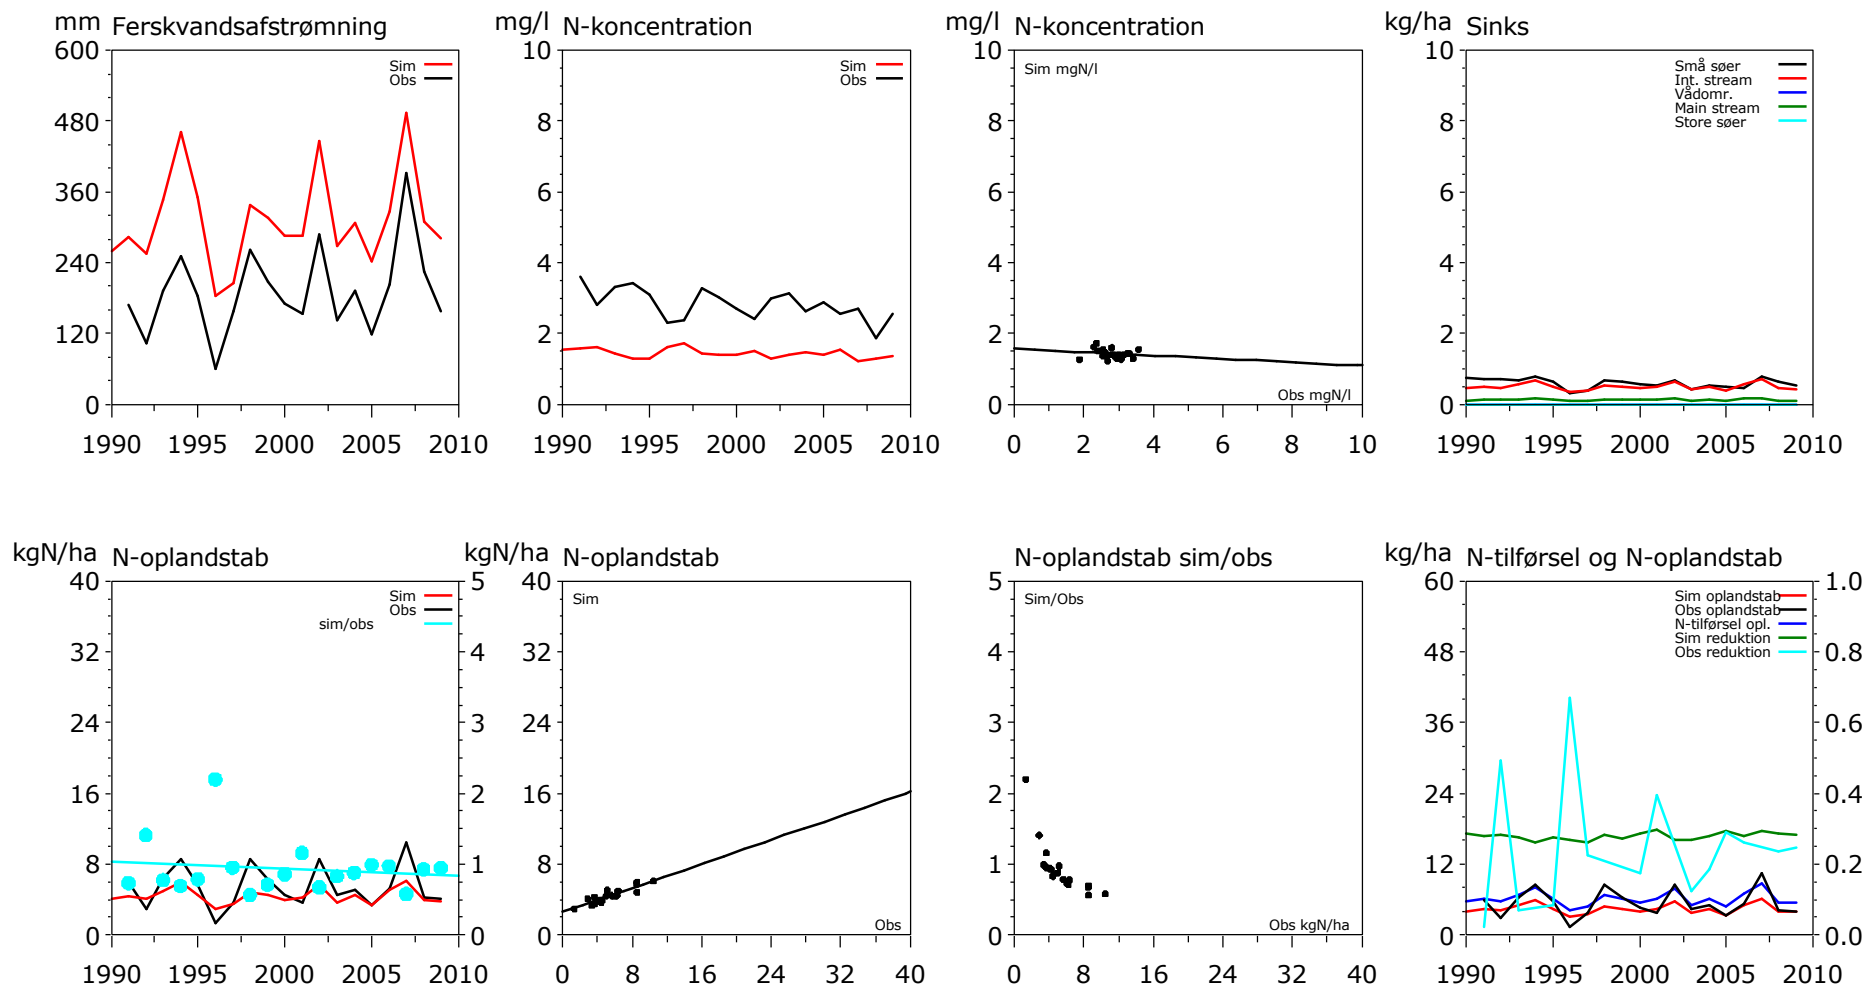 mm Ferskvandsafstrømning
600
480
360
240
120
0
1990 1995 2000 2005 2010
Sim
Obs
mg/l N-koncentration
10
8
6
4
2
0
1990 1995 2000 2005 2010
Sim
Obs
mg/l N-koncentration
10
8
6
4
2
0
0 2 4 6 8 10
Sim mgN/l
Obs mgN/l
kg/ha Sinks
10
8
6
4
2
0
1990 1995 2000 2005 2010
Små søer
Int. stream
Vådomr.
Main stream
Store søer
kgN/ha N-oplandstab
40
32
24
16
8
0
1990 1995 2000 2005 2010
Sim
Obs
sim/obs
5
4
3
2
1
0
kgN/ha N-oplandstab
40
32
24
16
8
0
0 8 16 24 32 40
Sim
Obs
N-oplandstab sim/obs
5
4
3
2
1
0
0 8 16 24 32 40
Sim/Obs
Obs kgN/ha
kg/ha N-tilførsel og N-oplandstab
60
48
36
24
12
0
1990 1995 2000 2005 2010
Sim oplandstab
Obs oplandstab
N-tilførsel opl.
Sim reduktion
Obs reduktion
1.0
0.8
0.6
0.4
0.2
0.0